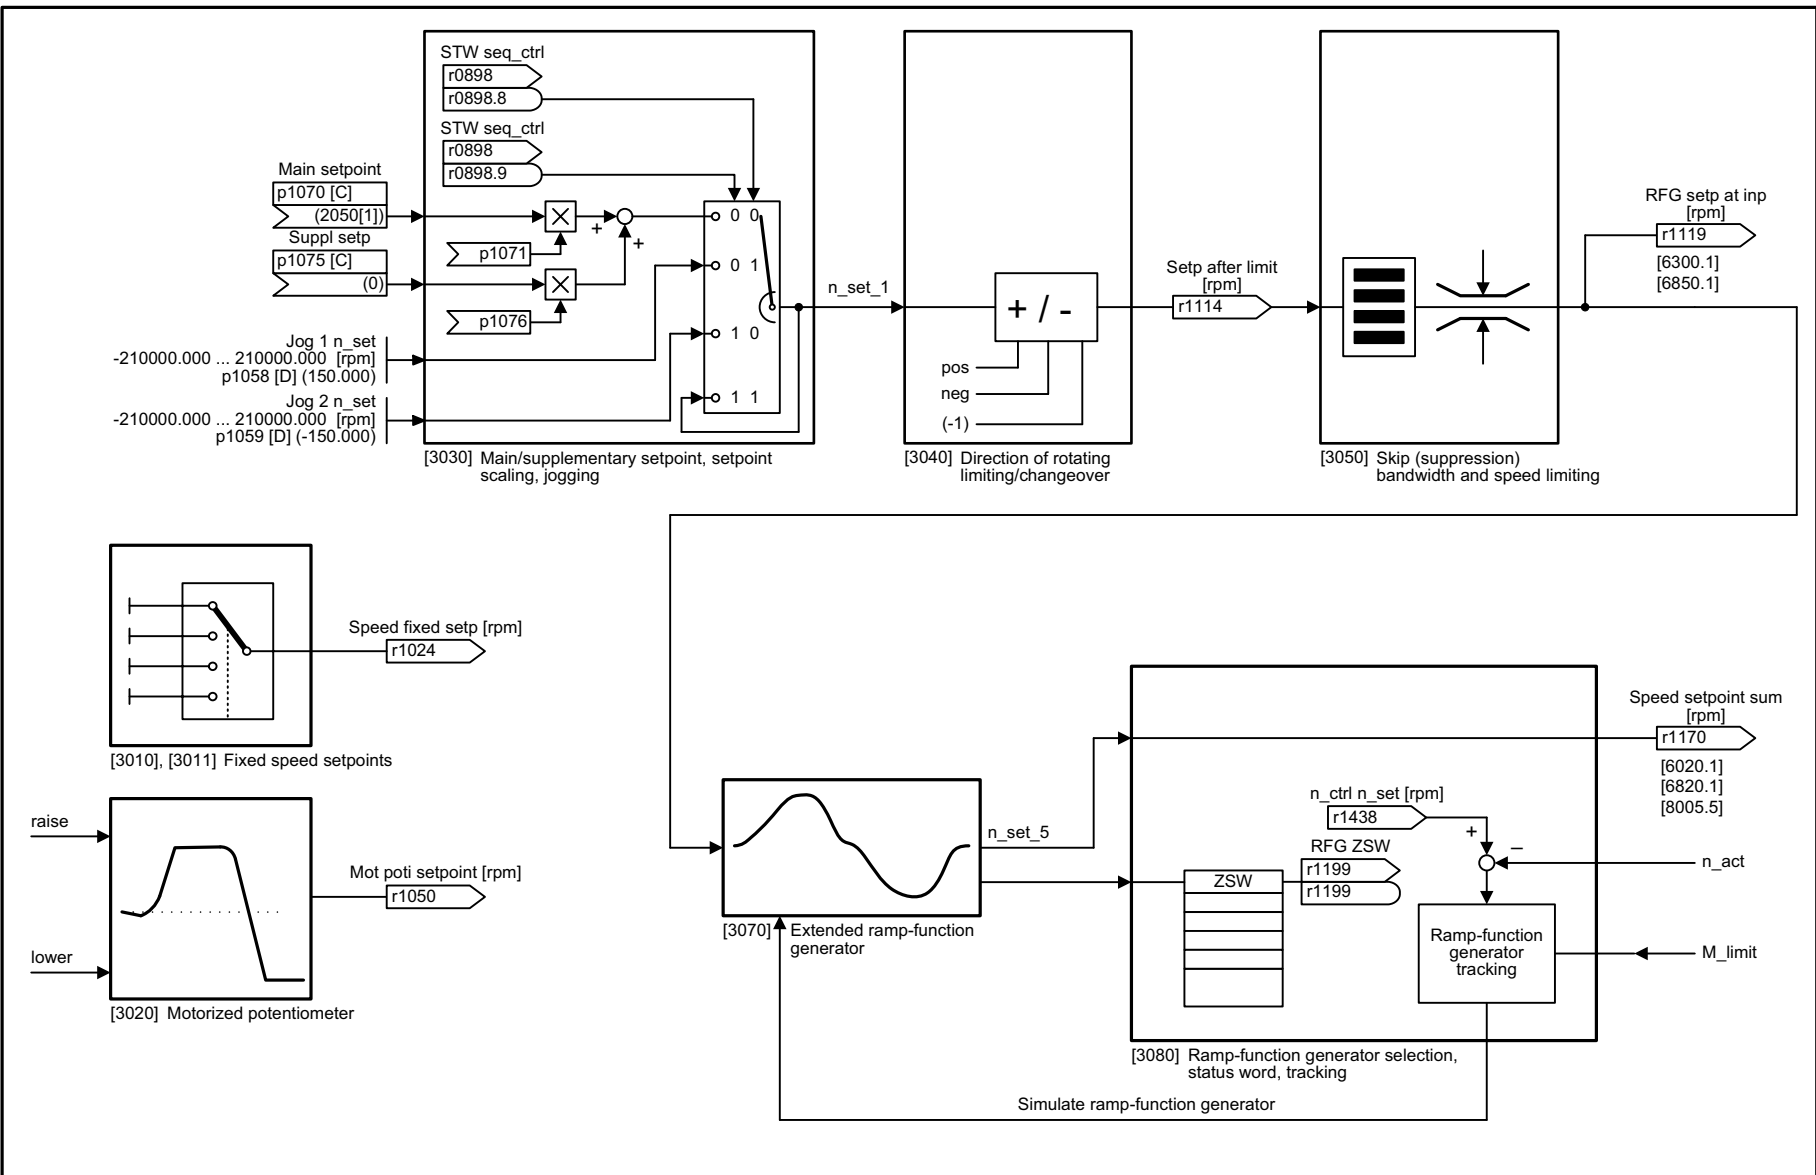 STW seq_ctrl
r0898
r0898.8
STW seq_ctrl
r0898
r0898.9
Main setpoint
p1070 [C]
(2050[1])
Suppl setp
p1075 [C]
(0)
p1071
p1076
+
+
0 0
0 1
1 0
1 1
Jog 1 n_set
-210000.000 ... 210000.000 [rpm]
p1058 [D] (150.000)
Jog 2 n_set
-210000.000 ... 210000.000 [rpm]
p1059 [D] (-150.000)
[3030] Main/supplementary setpoint, setpoint
scaling, jogging
n_set_1
+ / -
pos
neg
(-1)
[3040] Direction of rotating
limiting/changeover
Setp after limit
[rpm]
r1114
[3050] Skip (suppression)
bandwidth and speed limiting
RFG setp at inp
[rpm]
r1119
[6300.1]
[6850.1]
Speed fixed setp [rpm]
r1024
[3010], [3011] Fixed speed setpoints
raise
lower
Mot poti setpoint [rpm]
r1050
[3020] Motorized potentiometer
n_set_5
[3070] Extended ramp-function
generator
Speed setpoint sum
[rpm]
r1170
[6020.1]
[6820.1]
[8005.5]
n_ctrl n_set [rpm]
r1438
+
–
RFG ZSW
r1199
r1199
ZSW
n_act
Ramp-function
generator
tracking
M_limit
[3080] Ramp-function generator selection,
status word, tracking
Simulate ramp-function generator